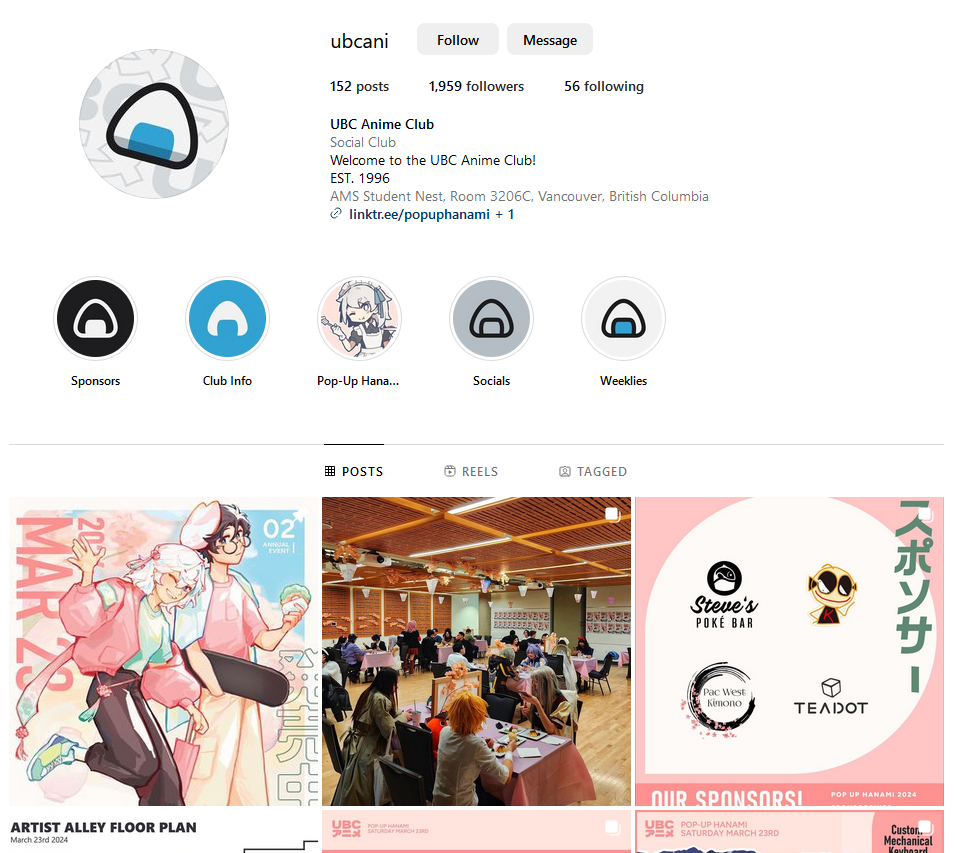 ubcani
Follow
Message
152 posts
1,959 followers
56 following
UBC Anime Club
Social Club
Welcome to the UBC Anime Club!
EST. 1996
AMS Student Nest, Room 3206C, Vancouver, British Columbia
linktr.ee/popuphanami + 1
Sponsors
Club Info
Pop-Up Hana...
Socials
Weeklies
POSTS
REELS
TAGGED
MAR 23
02
ANNUAL
EVENT
スポンサー
Steve's
POKÉ BAR
Pac West
Kimono
TEADOT
OUR SPONSORS!
POP UP HANAMI 2024
ARTIST ALLEY FLOOR PLAN
March 23rd 2024
UBC
アニメ
POP-UP HANAMI
SATURDAY MARCH 23RD
UBC
アニメ
POP-UP HANAMI
SATURDAY MARCH 23RD
Custom
Mechanical
Keyboard